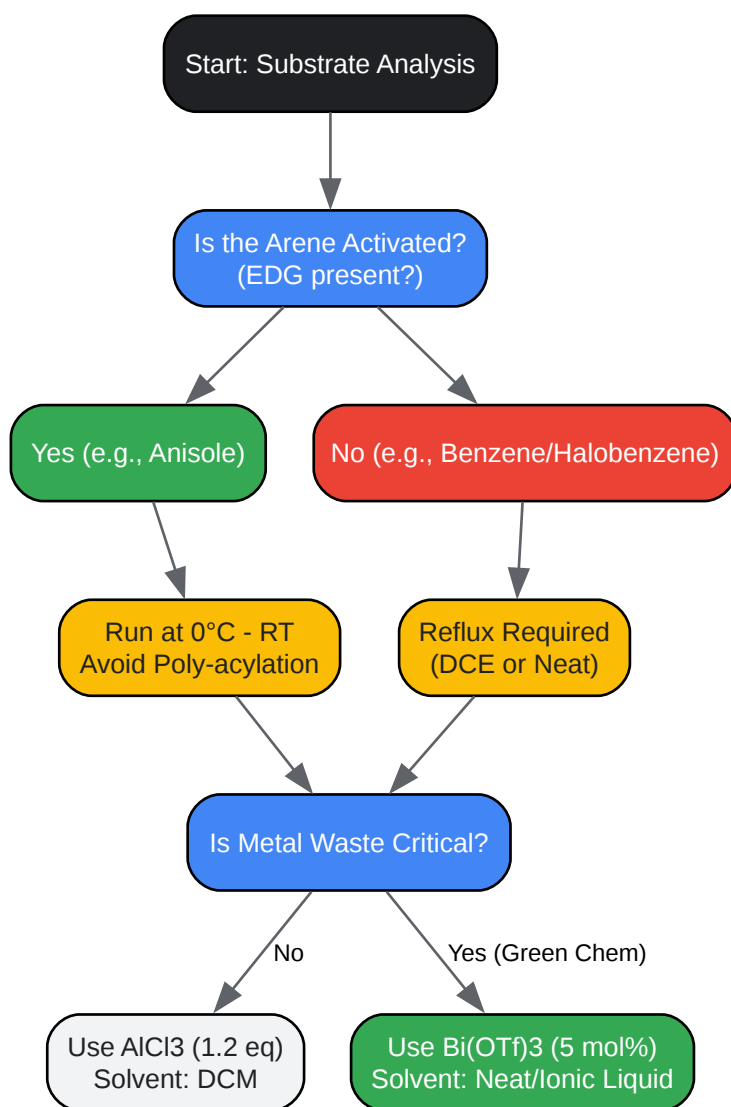 Start: Substrate Analysis
Is the Arene Activated?
(EDG present?)
Yes (e.g., Anisole)
No (e.g., Benzene/Halobenzene)
Run at 0°C - RT
Avoid Poly-acylation
Reflux Required
(DCE or Neat)
Is Metal Waste Critical?
No
Yes (Green Chem)
Use AlCl3 (1.2 eq)
Solvent: DCM
Use Bi(OTf)3 (5 mol%)
Solvent: Neat/Ionic Liquid